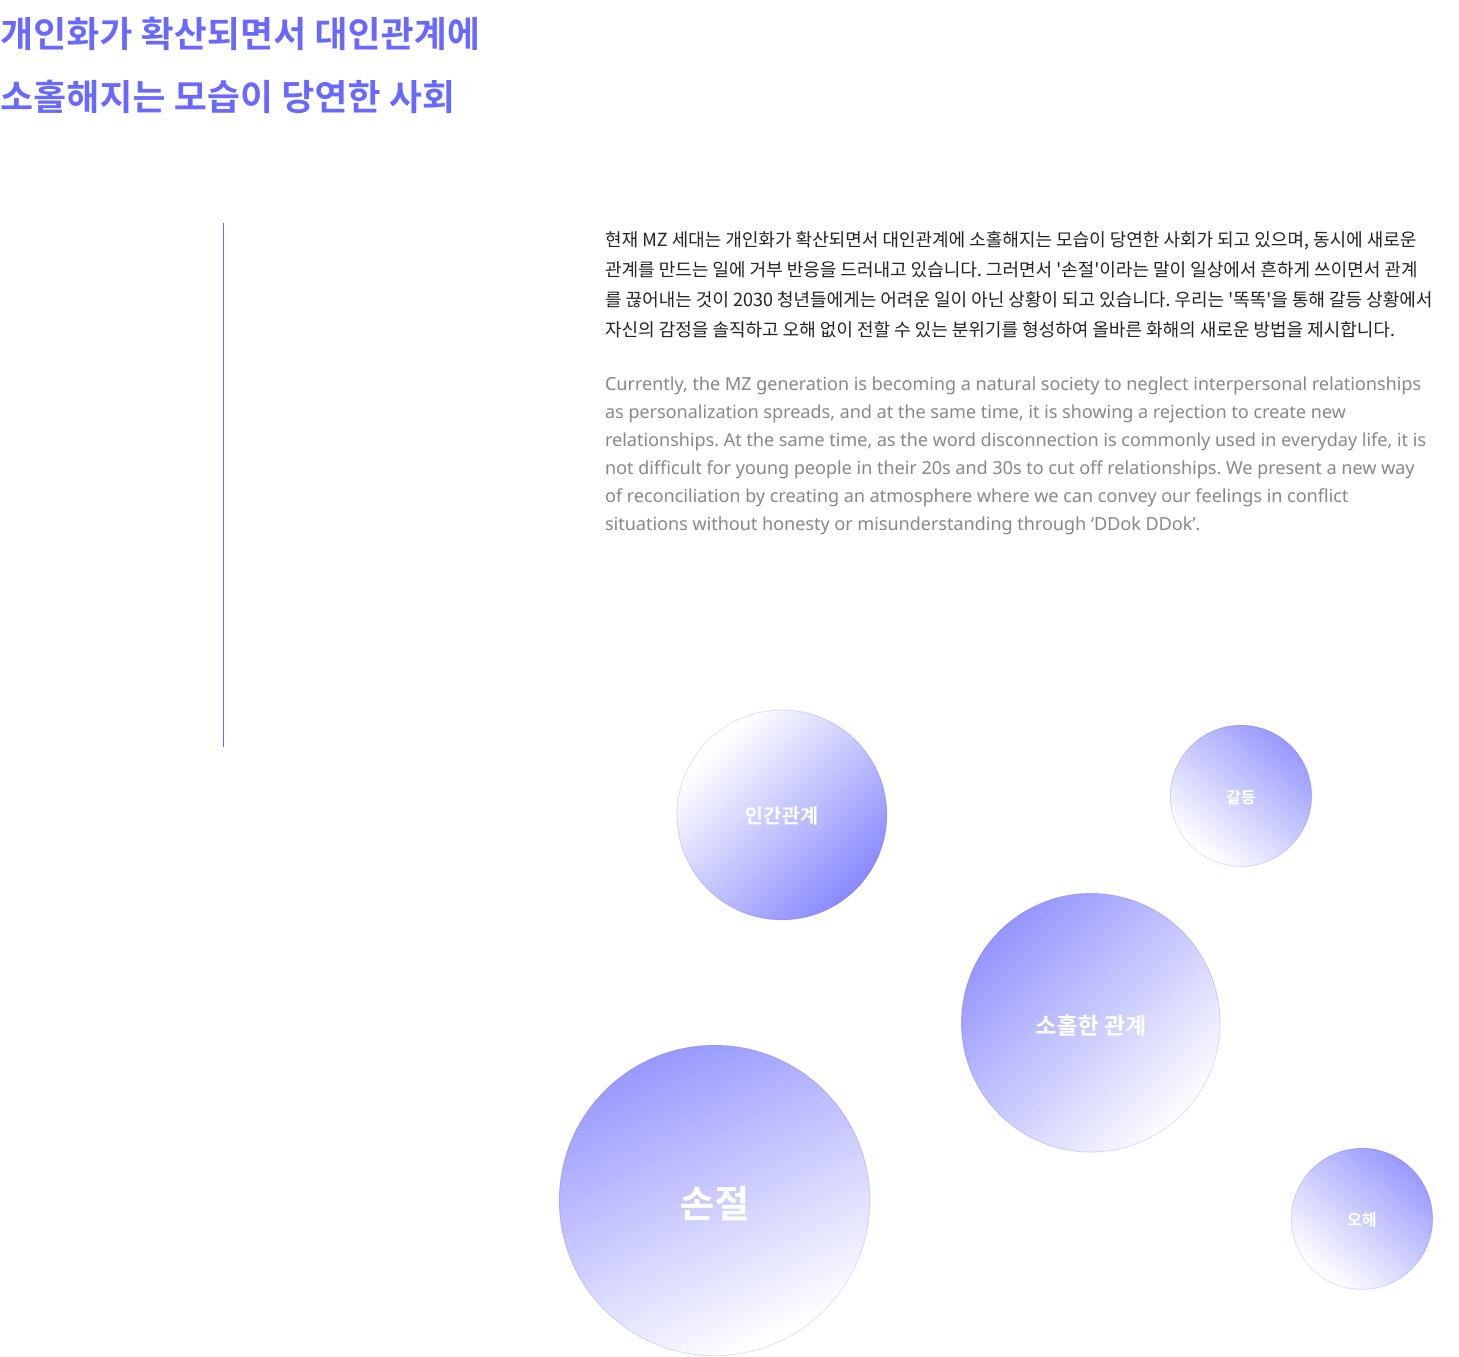 개인화가 확산되면서 대인관계에
소홀해지는 모습이 당연한 사회
현재 MZ 세대는 개인화가 확산되면서 대인관계에 소홀해지는 모습이 당연한 사회가 되고 있으며, 동시에 새로운
관계를 만드는 일에 거부 반응을 드러내고 있습니다. 그러면서 '손절'이라는 말이 일상에서 흔하게 쓰이면서 관계
를 끊어내는 것이 2030 청년들에게는 어려운 일이 아닌 상황이 되고 있습니다. 우리는 '똑똑'을 통해 갈등 상황에서
자신의 감정을 솔직하고 오해 없이 전할 수 있는 분위기를 형성하여 올바른 화해의 새로운 방법을 제시합니다.
Currently, the MZ generation is becoming a natural society to neglect interpersonal relationships
as personalization spreads, and at the same time, it is showing a rejection to create new
relationships. At the same time, as the word disconnection is commonly used in everyday life, it is
not difficult for young people in their 20s and 30s to cut off relationships. We present a new way
of reconciliation by creating an atmosphere where we can convey our feelings in conflict
situations without honesty or misunderstanding through ‘DDok DDok’.
인간관계
갈등
소홀한 관계
손절
오해